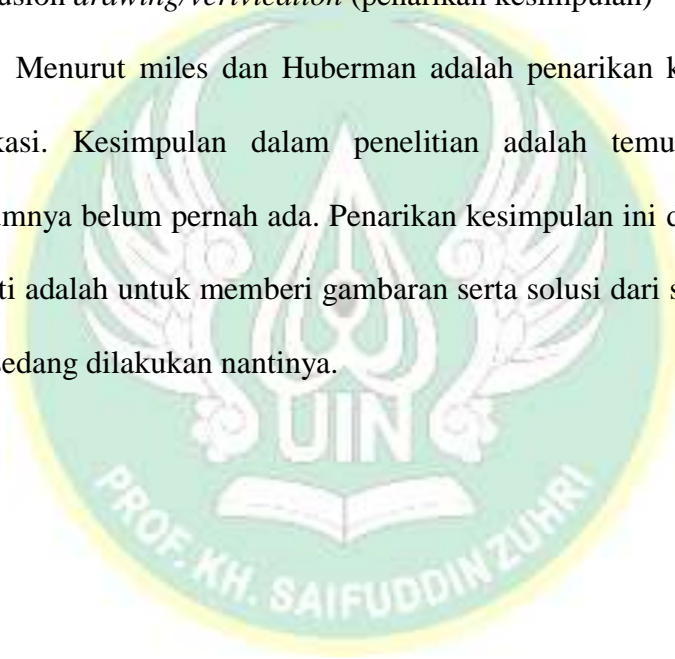 usion drawing/verivication (penarikan kesimpulan)
Menurut miles dan Huberman adalah penarikan k
kasi. Kesimpulan dalam penelitian adalah temu
mnya belum pernah ada. Penarikan kesimpulan ini d
ti adalah untuk memberi gambaran serta solusi dari s
sedang dilakukan nantinya.
UIN
PROF. KH. SAIFUDDIN ZUHRI